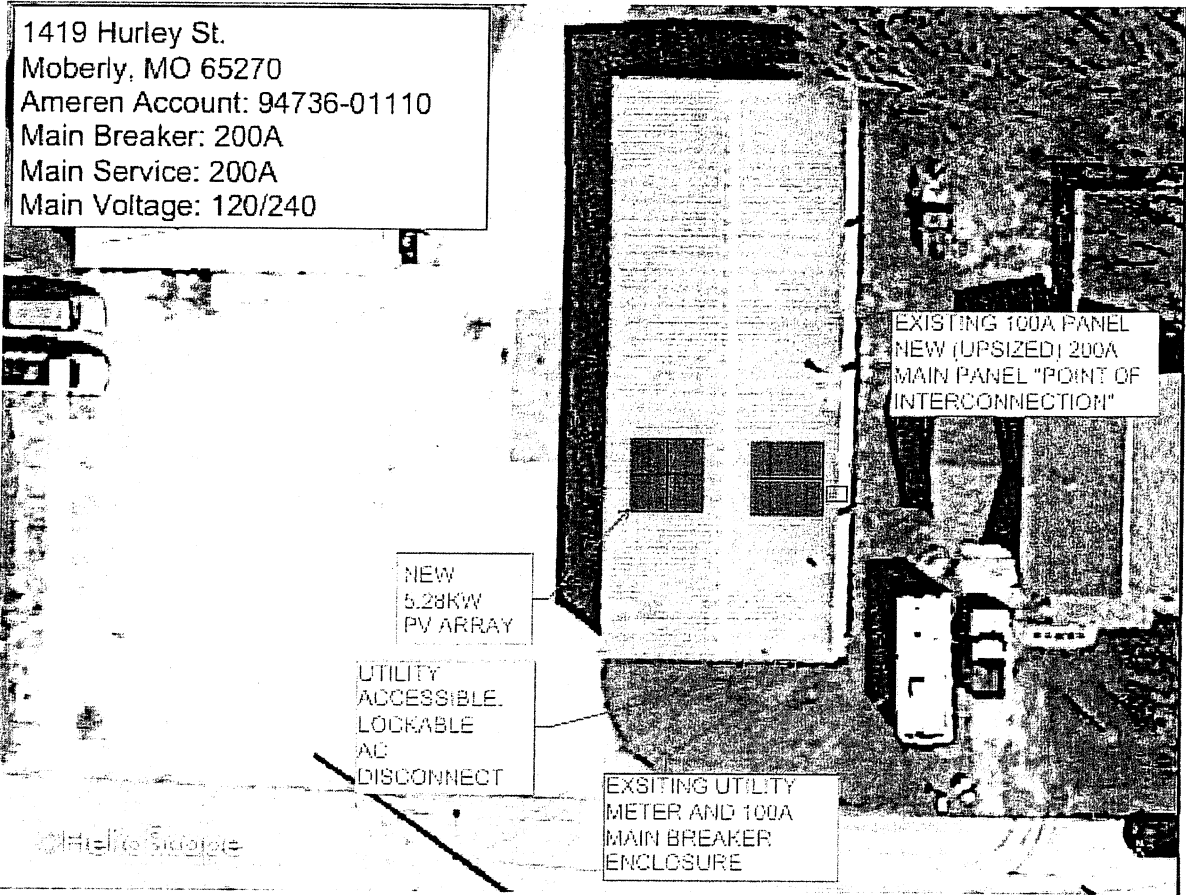 1419 Hurley St.
Moberly, MO 65270
Ameren Account: 94736-01110
Main Breaker: 200A
Main Service: 200A
Main Voltage: 120/240
EXISTING 100A PANEL
NEW (UPSIZED) 200A
MAIN PANEL "POINT OF
INTERCONNECTION"
NEW
5.28KW
PV ARRAY
UTILITY
ACCESSIBLE.
LOCKABLE
AC
DISCONNECT
EXSITING UTILITY
METER AND 100A
MAIN BREAKER
ENCLOSURE